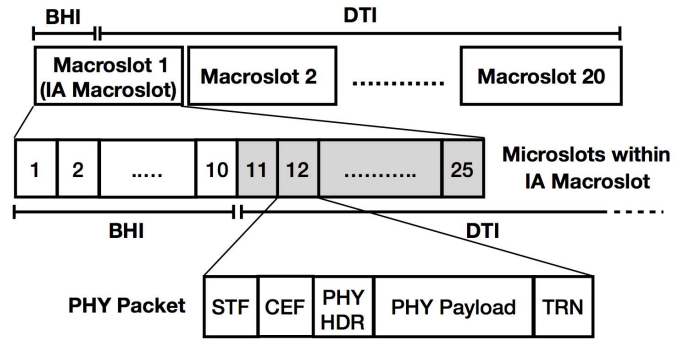 BHI
DTI
Macroslot 1
(IA Macroslot)
Macroslot 2
............
Macroslot 20
1
2
.....
10
11
12
...........
25
Microslots within
IA Macroslot
BHI
DTI
PHY Packet
STF
CEF
PHY
HDR
PHY Payload
TRN